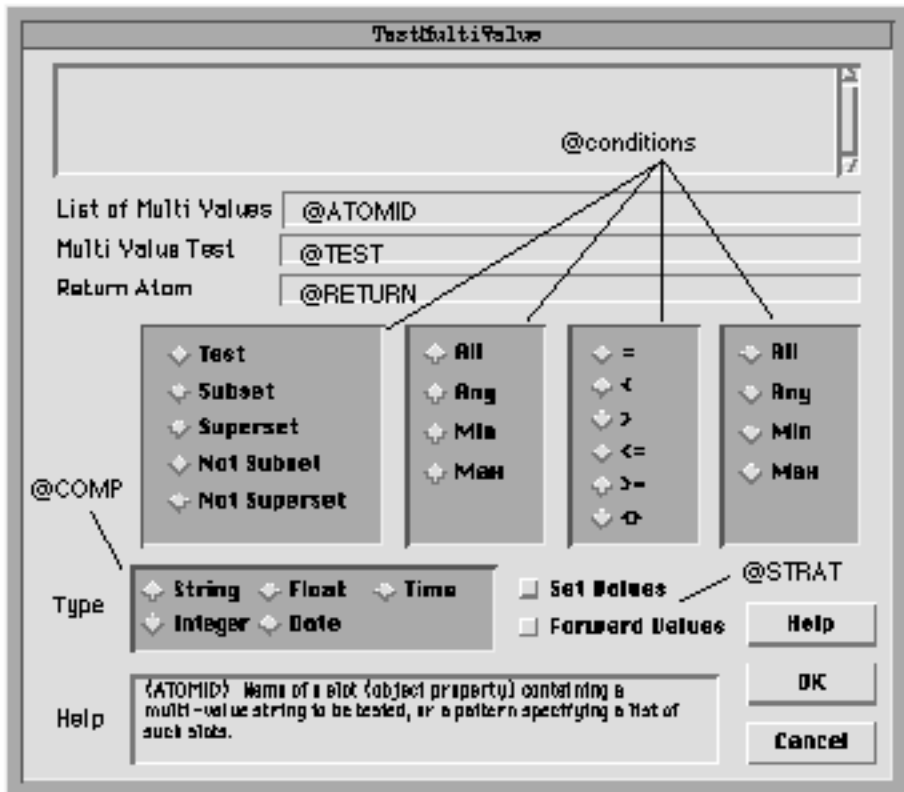 TestMultiValue
@conditions
List of Multi Values @ATOMID
Multi Value Test @TEST
Return Atom @RETURN
Test
Subset
Superset
Not Subset
Not Superset
All
Any
Min
Max
=
<
>
<=
>=
<>
All
Any
Min
Max
@COMP
Type
String Float Time
Integer Date
Set Values
Forward Values
@STRAT
Help
OK
Cancel
Help
(ATOMID) Name of a slot (object property) containing a
multi-value string to be tested, or a pattern specifying a list of
such slots.